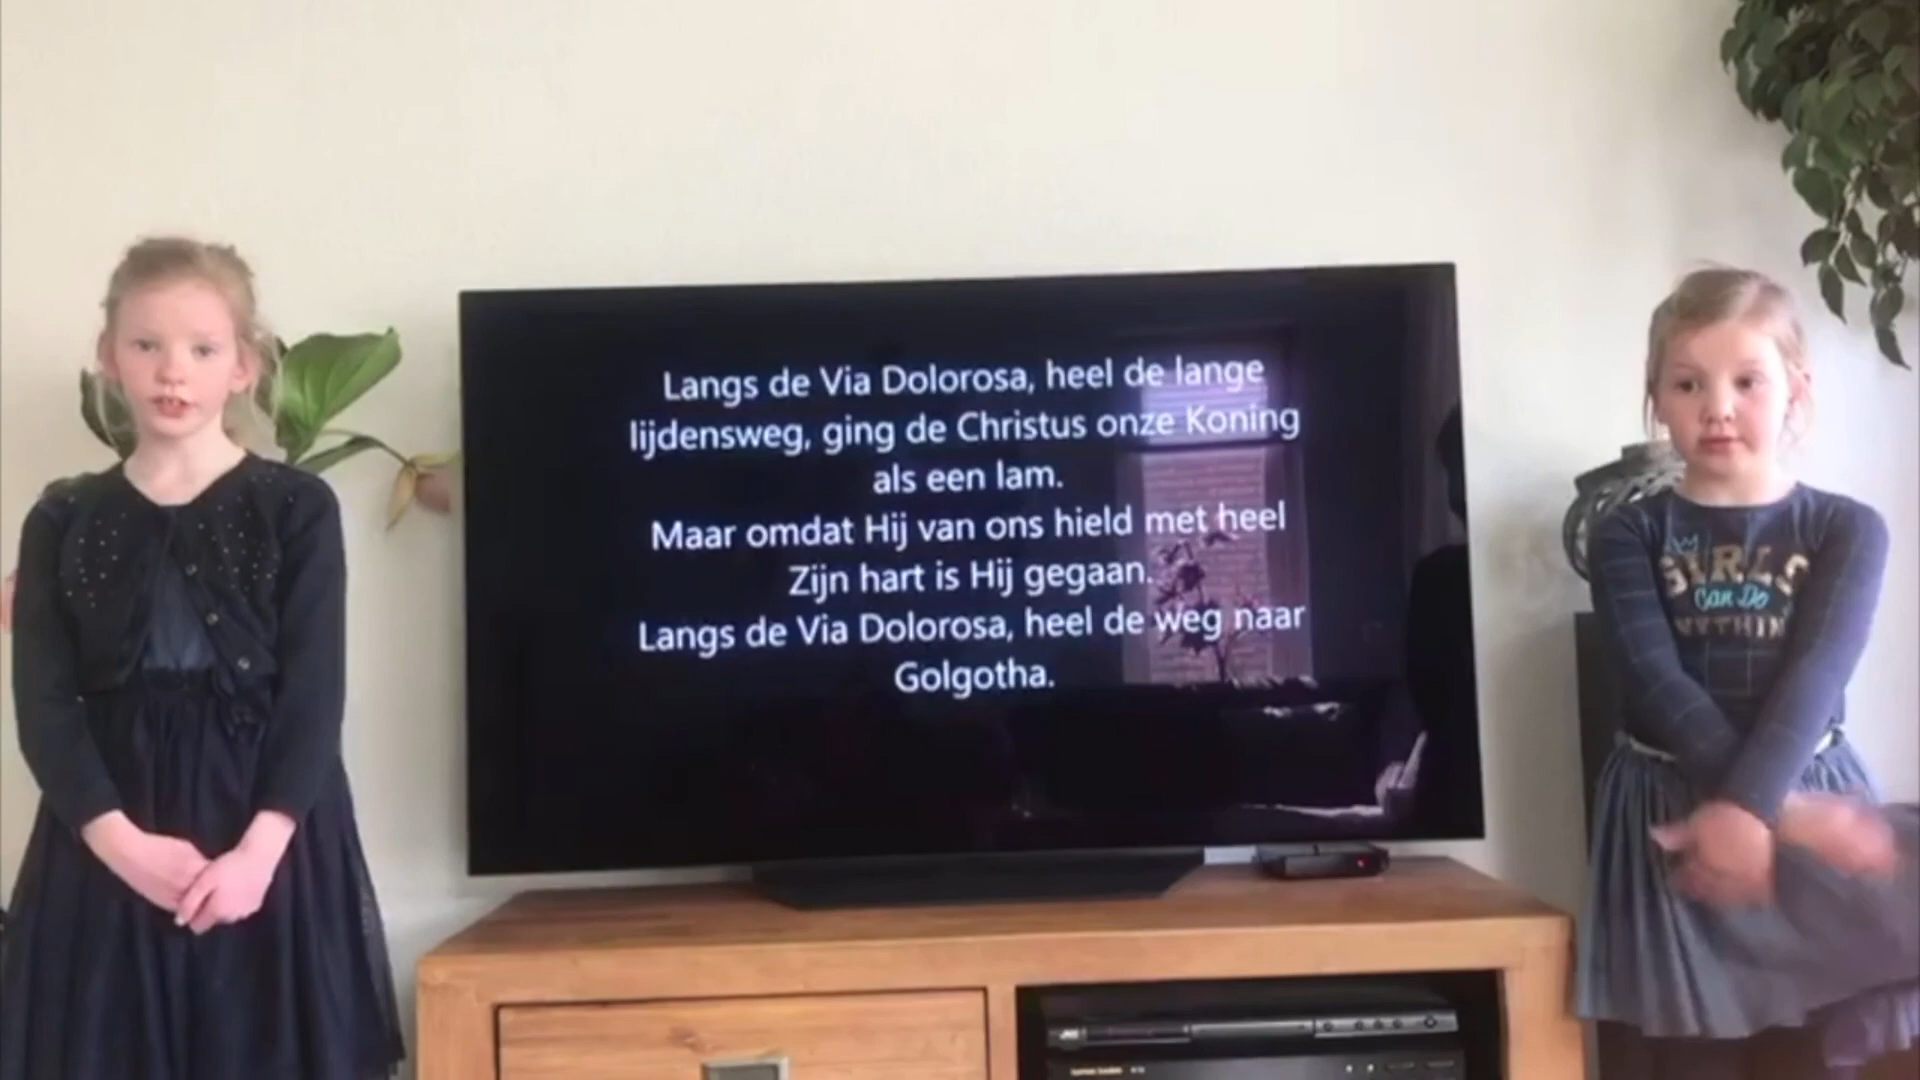 Langs de Via Dolorosa, heel de lange
lijdensweg, ging de Christus onze Koning
als een lam.
Maar omdat Hij van ons hield met heel
Zijn hart is Hij gegaan.
Langs de Via Dolorosa, heel de weg naar
Golgotha.
GIRLS
Can Do
JVC